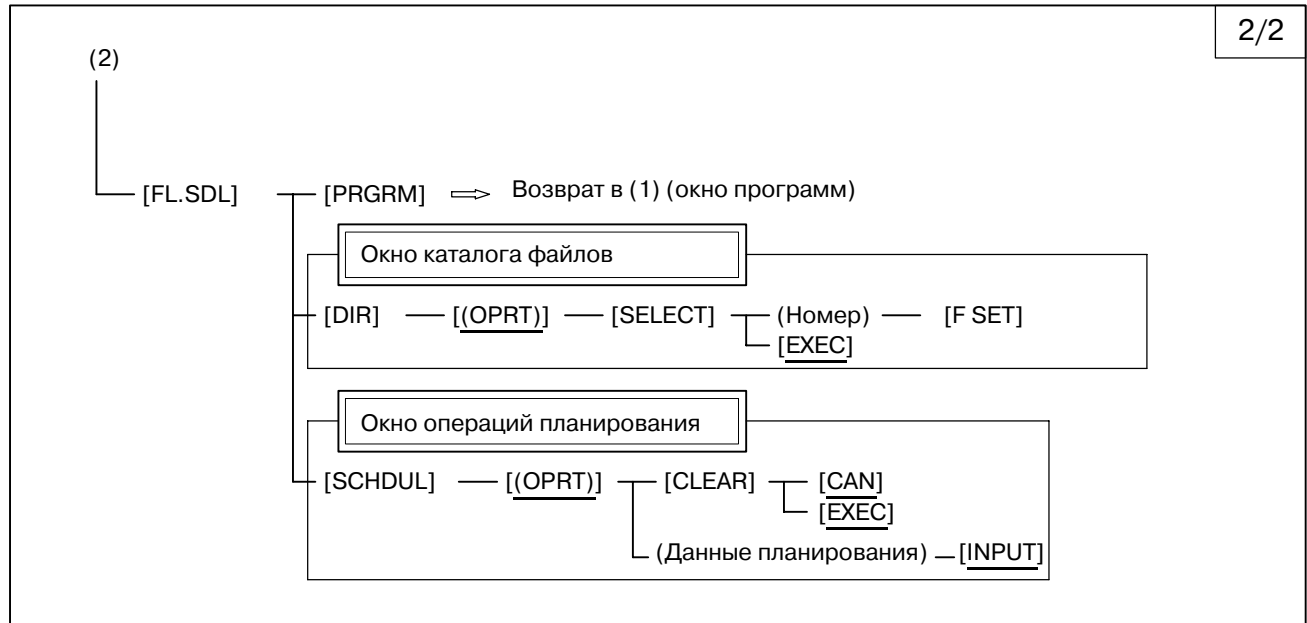 2/2
(2)
[FL.SDL] [PRGRM] ⇨ Возврат в (1) (окно программ)
Окно каталога файлов
[DIR] [(OPRT)] [SELECT] (Номер) [F SET]
[EXEC]
Окно операций планирования
[SCHDUL] [(OPRT)] [CLEAR] [CAN]
[EXEC]
(Данные планирования) [INPUT]